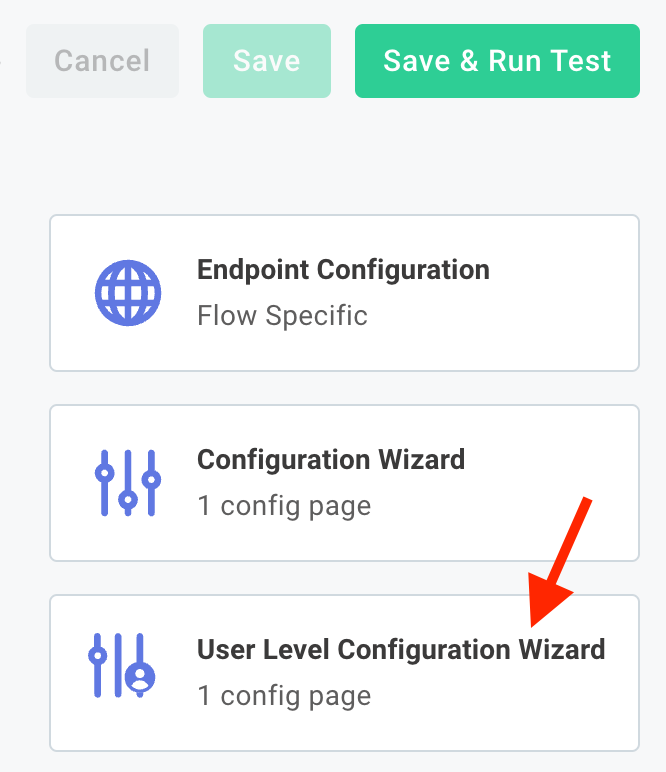 Cancel
Save
Save & Run Test
Endpoint Configuration
Flow Specific
Configuration Wizard
1 config page
User Level Configuration Wizard
1 config page